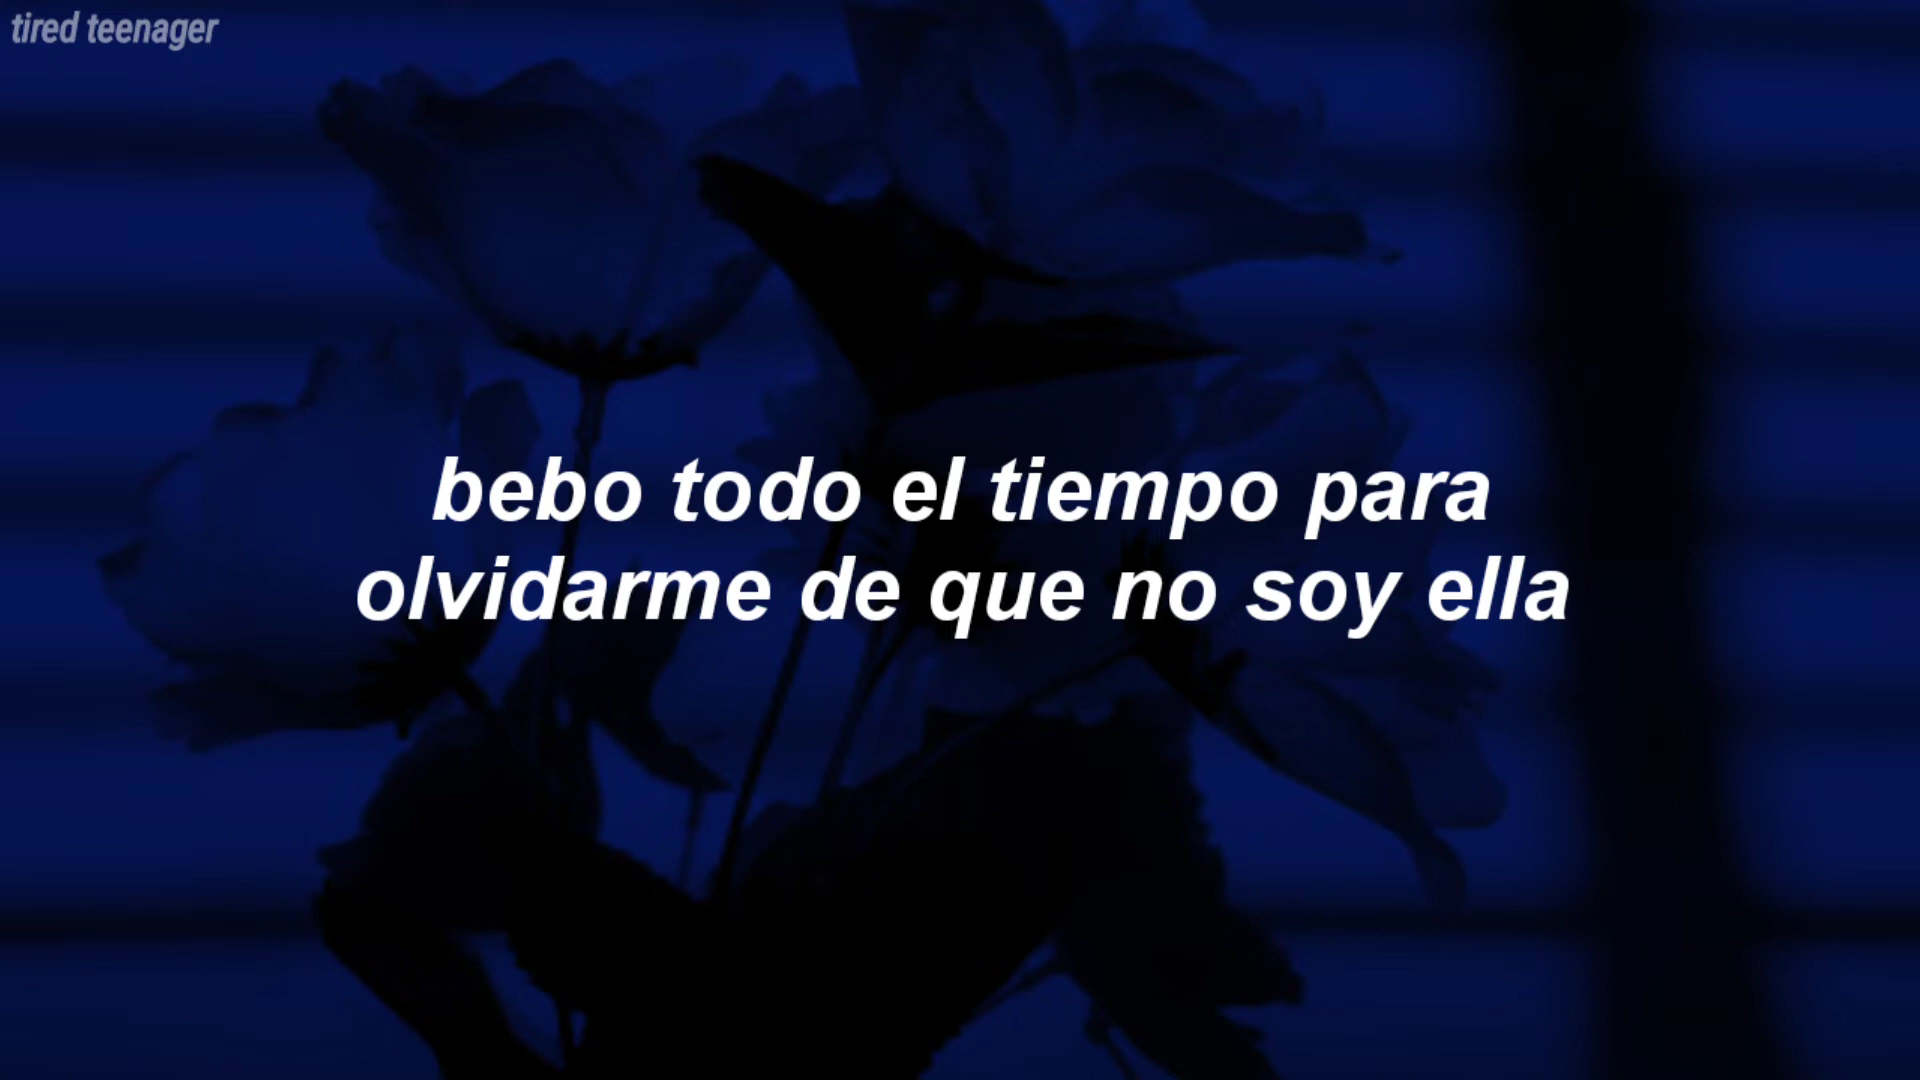 tired teenager
bebo todo el tiempo para
olvidarme de que no soy ella